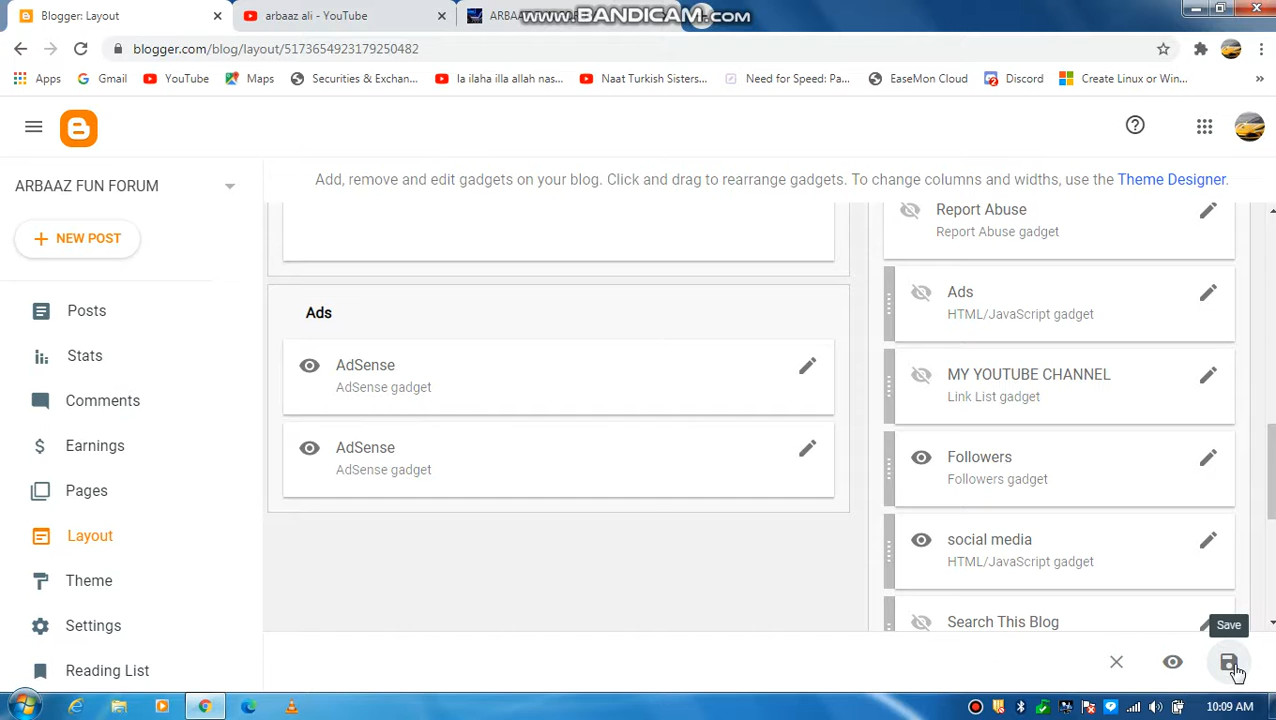 Blogger: Layout
arbaaz ali - YouTube
ARBAAZ
www.BANDICAM.com
blogger.com/blog/layout/5173654923179250482
Apps
Gmail
YouTube
Maps
Securities & Exchan...
la ilaha illa allah nas...
Naat Turkish Sisters...
Need for Speed: Pa...
EaseMon Cloud
Discord
Create Linux or Win...
»
ARBAAZ FUN FORUM
Add, remove and edit gadgets on your blog. Click and drag to rearrange gadgets. To change columns and widths, use the Theme Designer.
+ NEW POST
Posts
Stats
Comments
Earnings
Pages
Layout
Theme
Settings
Reading List
Ads
AdSense
AdSense gadget
AdSense
AdSense gadget
Report Abuse
Report Abuse gadget
Ads
HTML/JavaScript gadget
MY YOUTUBE CHANNEL
Link List gadget
Followers
Followers gadget
social media
HTML/JavaScript gadget
Search This Blog
Save
10:09 AM